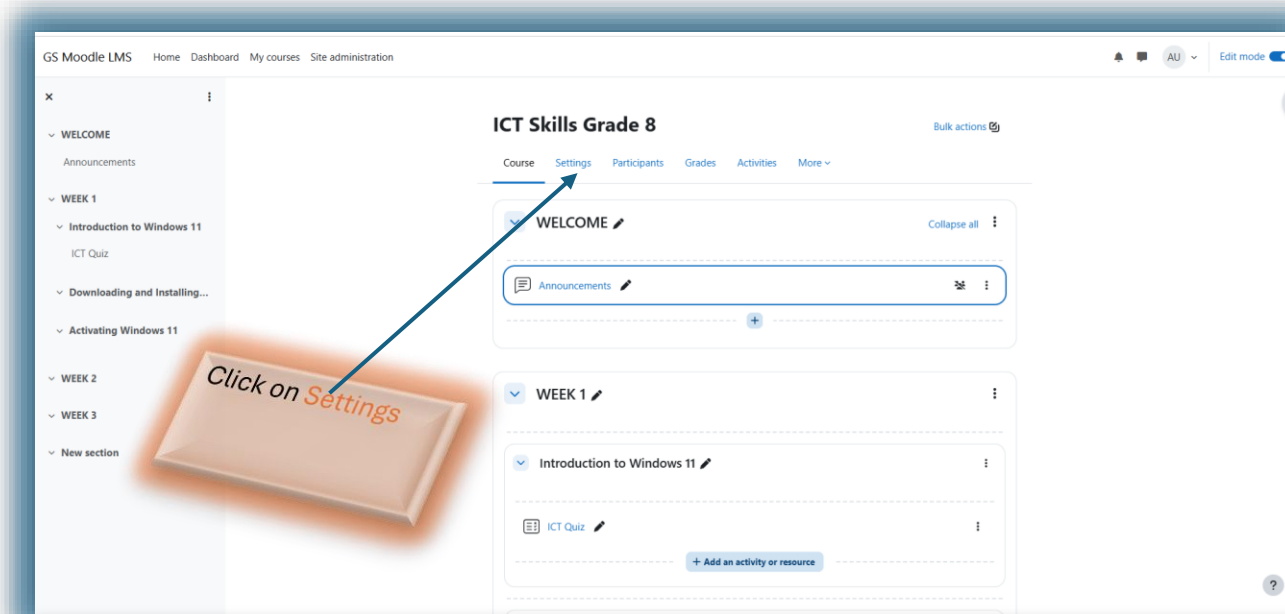 GS Moodle LMS Home Dashboard My courses Site administration AU Edit mode
WELCOME
Announcements
WEEK 1
Introduction to Windows 11
ICT Quiz
Downloading and Installing...
Activating Windows 11
WEEK 2
WEEK 3
New section
Click on Settings
ICT Skills Grade 8 Bulk actions
Course Settings Participants Grades Activities More
WELCOME Collapse all
Announcements
WEEK 1
Introduction to Windows 11
ICT Quiz
+ Add an activity or resource
?